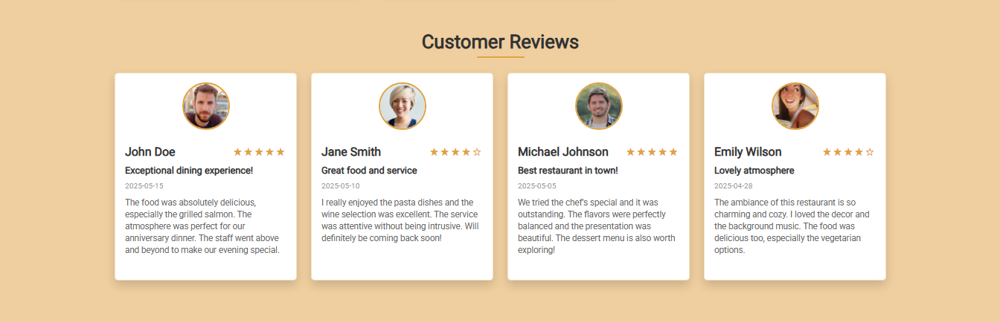 Customer Reviews
John Doe ★★★★★
Exceptional dining experience!
2025-05-15
The food was absolutely delicious,
especially the grilled salmon. The
atmosphere was perfect for our
anniversary dinner. The staff went above
and beyond to make our evening special.
Jane Smith ★★★★☆
Great food and service
2025-05-10
I really enjoyed the pasta dishes and the
wine selection was excellent. The service
was attentive without being intrusive. Will
definitely be coming back soon!
Michael Johnson ★★★★★
Best restaurant in town!
2025-05-05
We tried the chef's special and it was
outstanding. The flavors were perfectly
balanced and the presentation was
beautiful. The dessert menu is also worth
exploring!
Emily Wilson ★★★★☆
Lovely atmosphere
2025-04-28
The ambiance of this restaurant is so
charming and cozy. I loved the decor and
the background music. The food was
delicious too, especially the vegetarian
options.